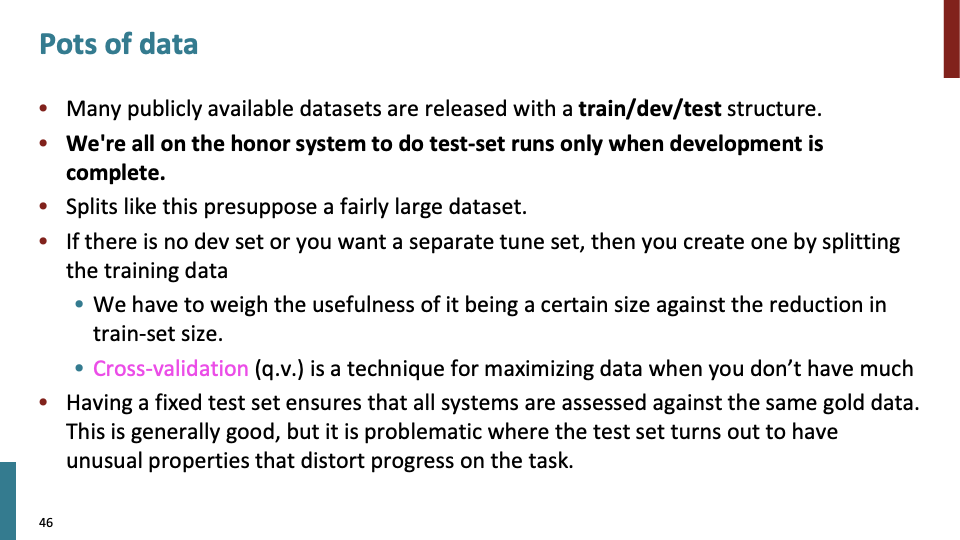 Pots of data
• Many publicly available datasets are released with a train/dev/test structure.
• We're all on the honor system to do test-set runs only when development is
complete.
• Splits like this presuppose a fairly large dataset.
• If there is no dev set or you want a separate tune set, then you create one by splitting
the training data
• We have to weigh the usefulness of it being a certain size against the reduction in
train-set size.
• Cross-validation (q.v.) is a technique for maximizing data when you don’t have much
• Having a fixed test set ensures that all systems are assessed against the same gold data.
This is generally good, but it is problematic where the test set turns out to have
unusual properties that distort progress on the task.
46